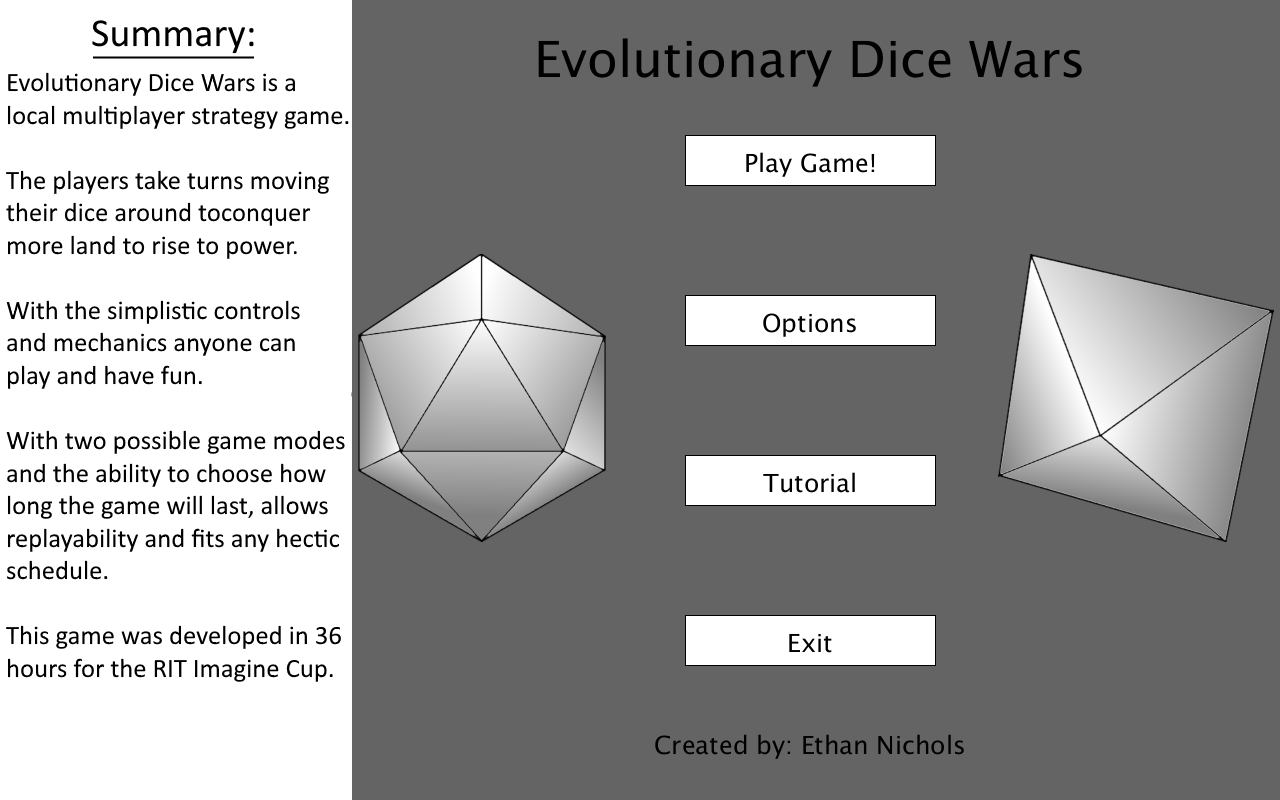 Summary:
Evolutionary Dice Wars is a
local multiplayer strategy game.
The players take turns moving
their dice around toconquer
more land to rise to power.
With the simplistic controls
and mechanics anyone can
play and have fun.
With two possible game modes
and the ability to choose how
long the game will last, allows
replayability and fits any hectic
schedule.
This game was developed in 36
hours for the RIT Imagine Cup.
Evolutionary Dice Wars
Play Game!
Options
Tutorial
Exit
Created by: Ethan Nichols